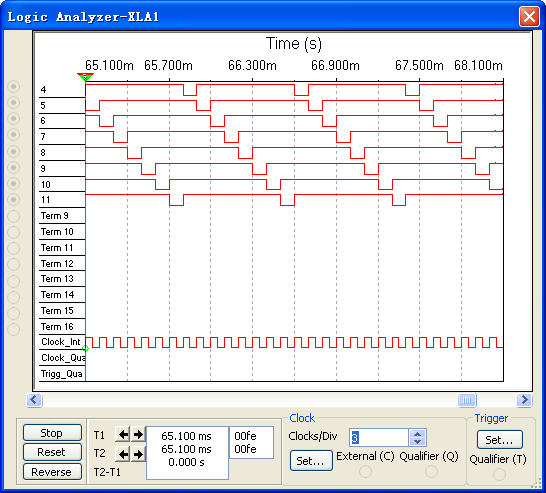 Logic Analyzer-XLA1
Time (s)
65.100m 65.700m 66.300m 66.900m 67.500m 68.100m
4
5
6
7
8
9
10
11
Term 9
Term 10
Term 11
Term 12
Term 13
Term 14
Term 15
Term 16
Clock_Int
Clock_Qua
Trigg_Qua
Stop
Reset
Reverse
T1 65.100 ms 00fe
T2 65.100 ms 00fe
T2-T1 0.000 s
Clock
Clocks/Div 3
Set... External (C) Qualifier (Q)
Trigger
Set...
Qualifier (T)